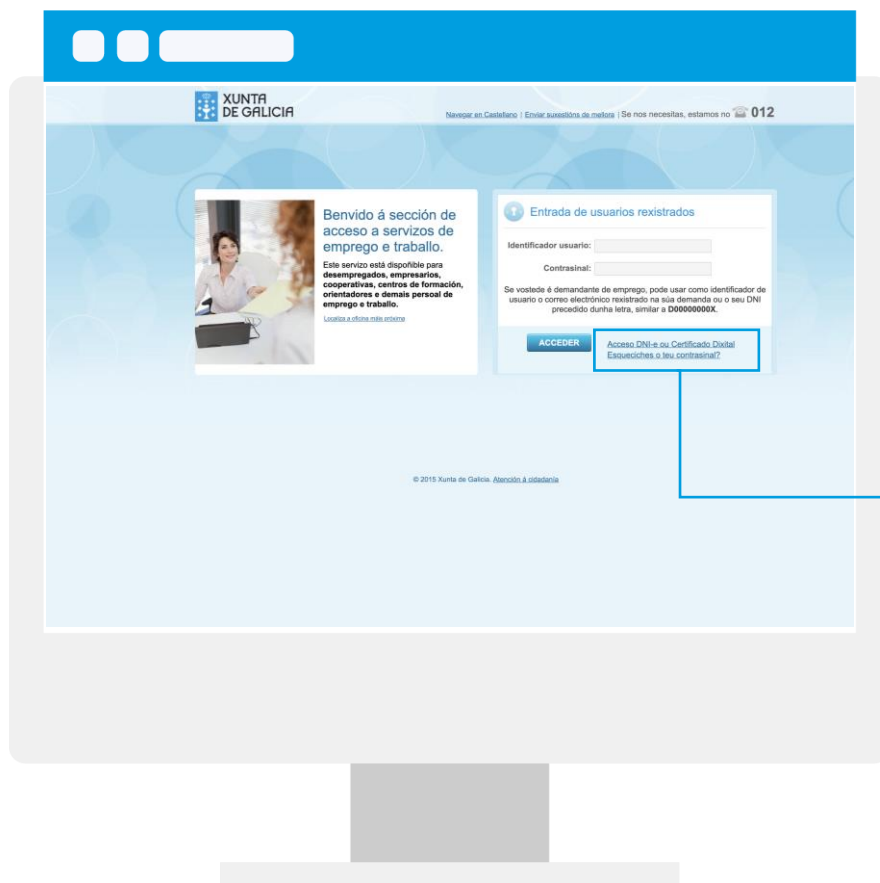 XUNTA
DE GALICIA
Navegar en Castellano | Enviar suxestións de mellora | Se nos necesitas, estamos no 012
Benvido á sección de
acceso a servizos de
emprego e traballo.
Este servizo está dispoñible para
desempregados, empresarios,
cooperativas, centros de formación,
orientadores e demais persoal de
emprego e traballo.
Localiza a oficina máis próxima
Entrada de usuarios rexistrados
Identificador usuario:
Contrasinal:
Se vostede é demandante de emprego, pode usar como identificador de
usuario o correo electrónico rexistrado na súa demanda ou o seu DNI
precedido dunha letra, similar a D00000000X.
ACCEDER
Acceso DNI-e ou Certificado Dixital
Esqueciches o teu contrasinal?
© 2015 Xunta de Galicia. Atención á cidadanía